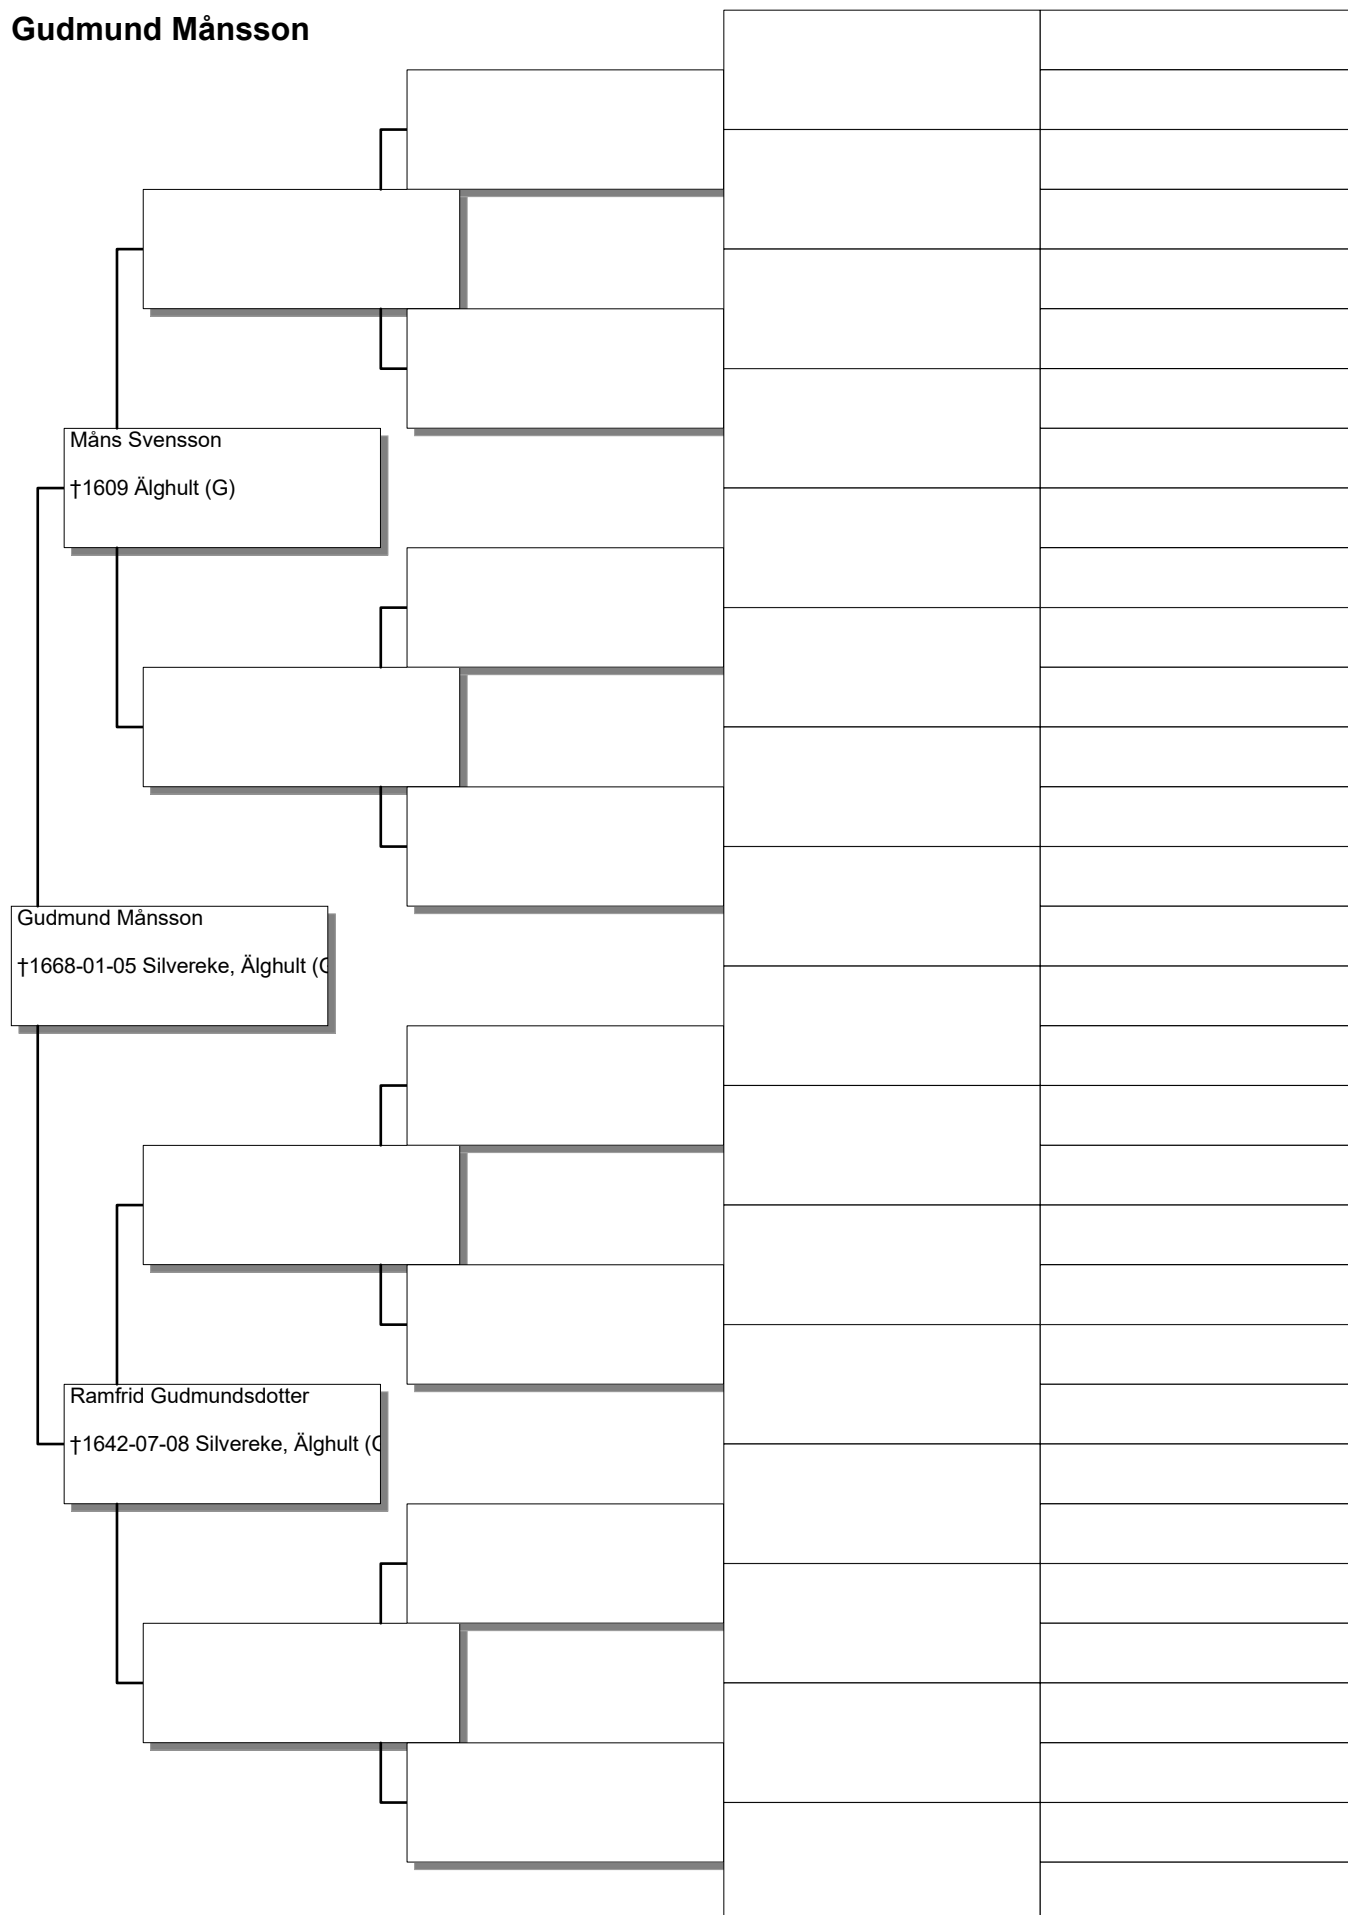 Gudmund Månsson
Måns Svensson
†1609 Älghult (G)
Gudmund Månsson
†1668-01-05 Silvereke, Älghult (
Ramfrid Gudmundsdotter
†1642-07-08 Silvereke, Älghult (